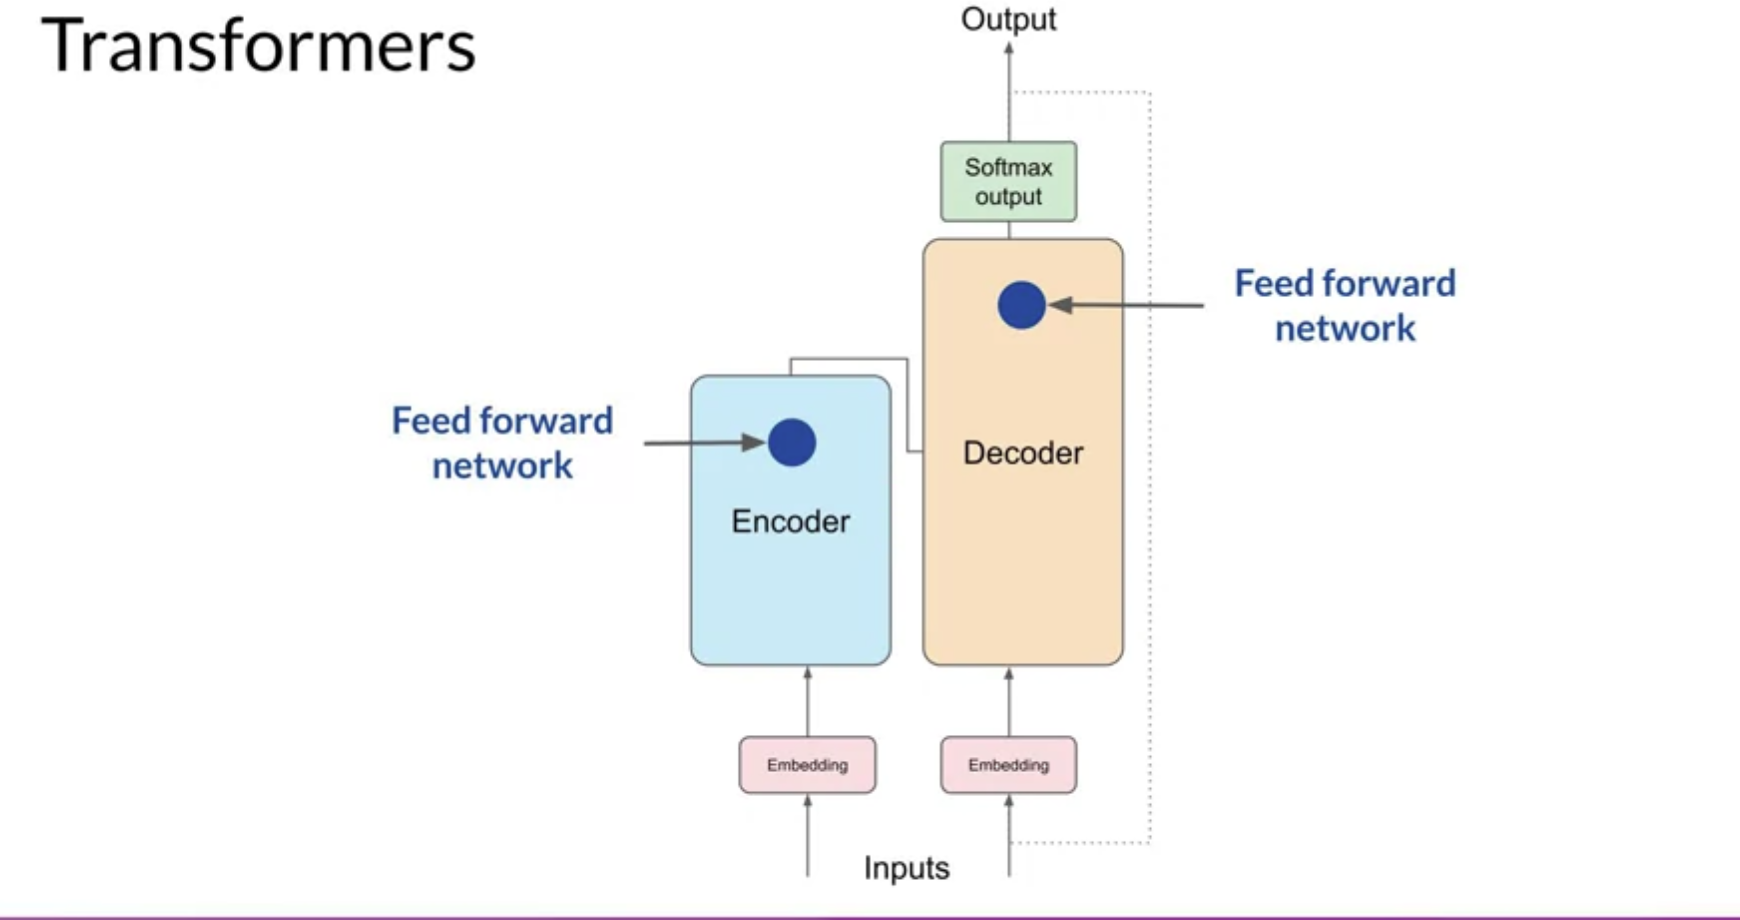 Transformers
Output
Softmax
output
Feed forward
network
Feed forward
network
Decoder
Encoder
Embedding
Embedding
Inputs